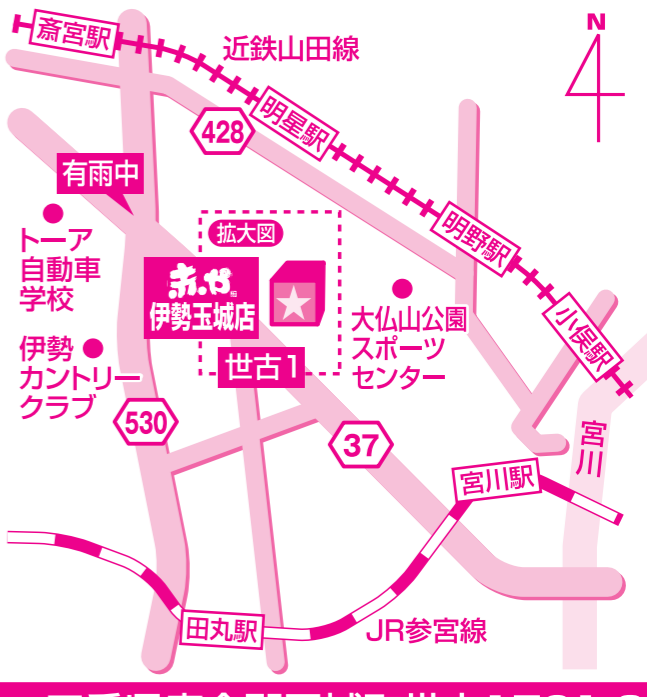 斎宮駅
近鉄山田線
N
428
明星駅
有爾中
拡大図
明野駅
トーア
自動車
学校
赤から
伊勢玉城店
大仏山公園
スポーツ
センター
小俣駅
伊勢
カントリー
クラブ
世古1
530
37
宮川
宮川駅
田丸駅
JR参宮線